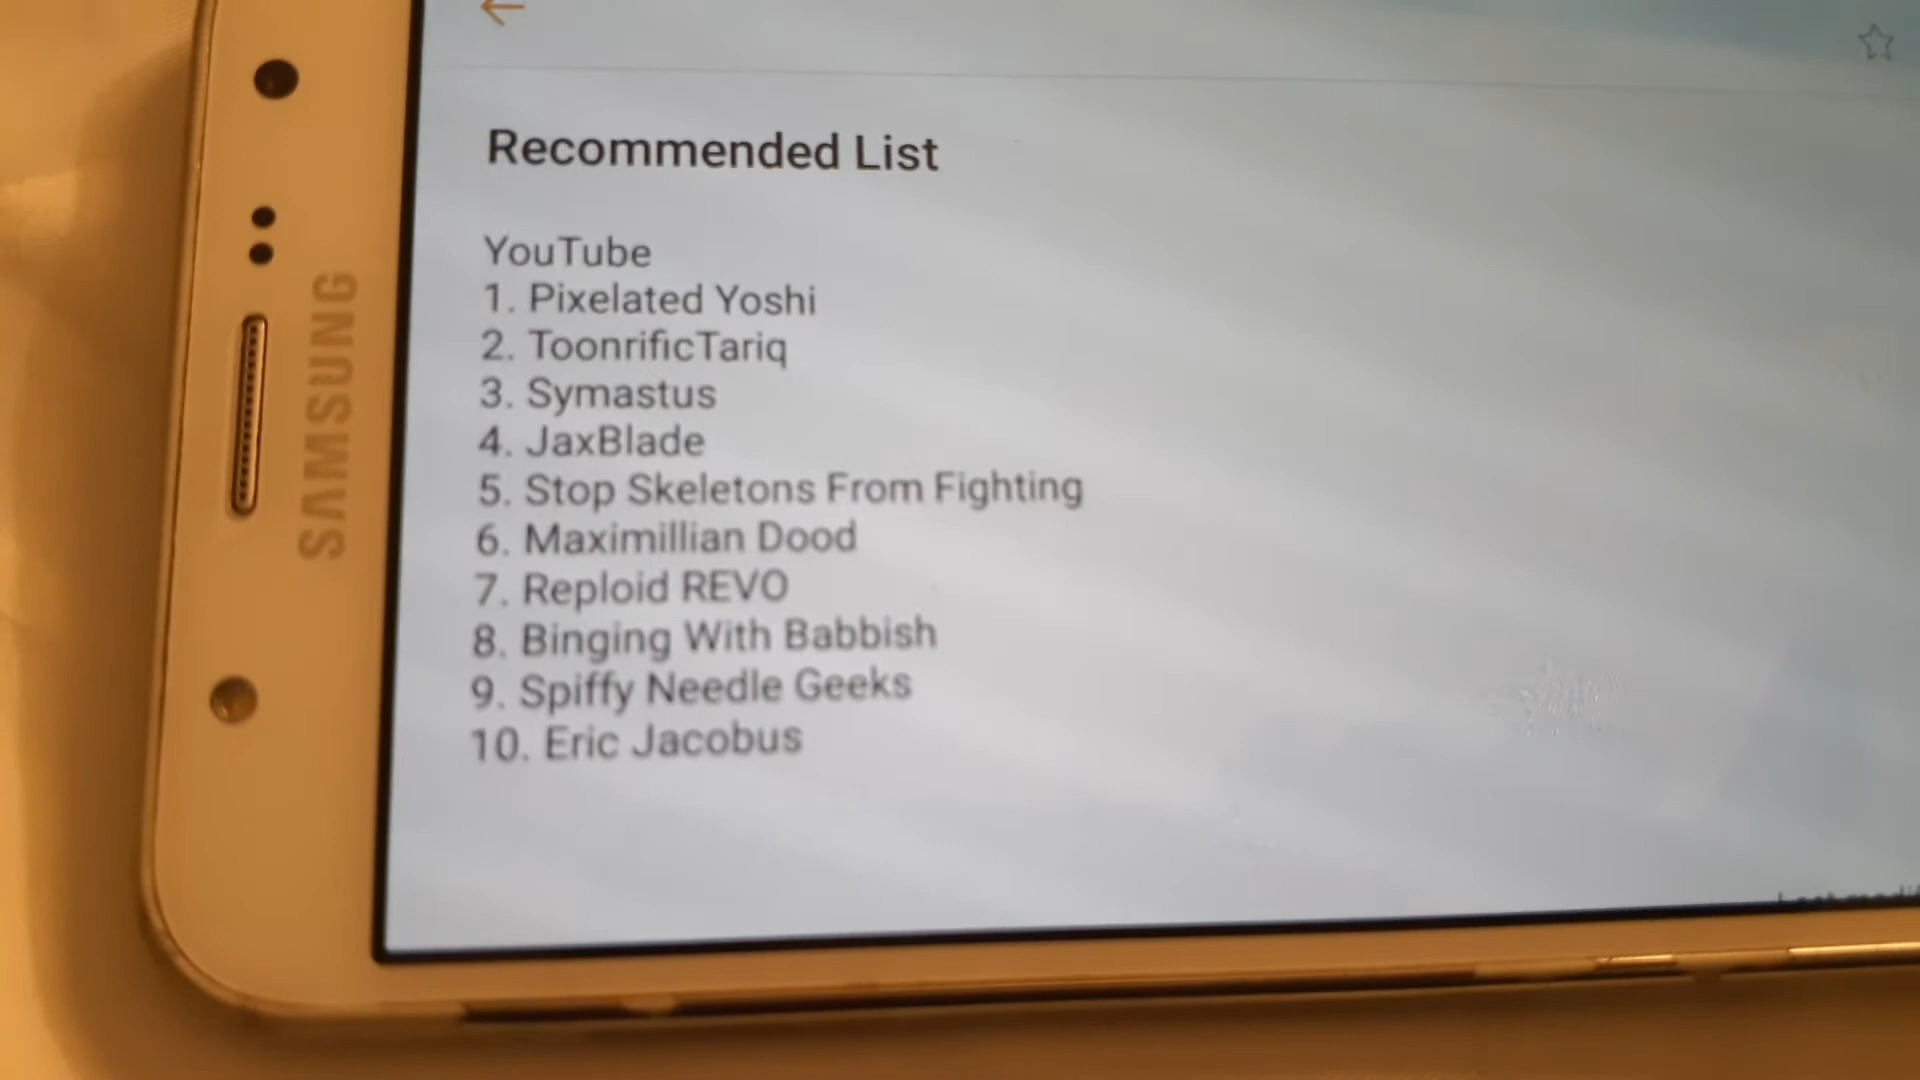 SAMSUNG
Recommended List
YouTube
1. Pixelated Yoshi
2. ToonrificTariq
3. Symastus
4. JaxBlade
5. Stop Skeletons From Fighting
6. Maximillian Dood
7. Reploid REVO
8. Binging With Babbish
9. Spiffy Needle Geeks
10. Eric Jacobus